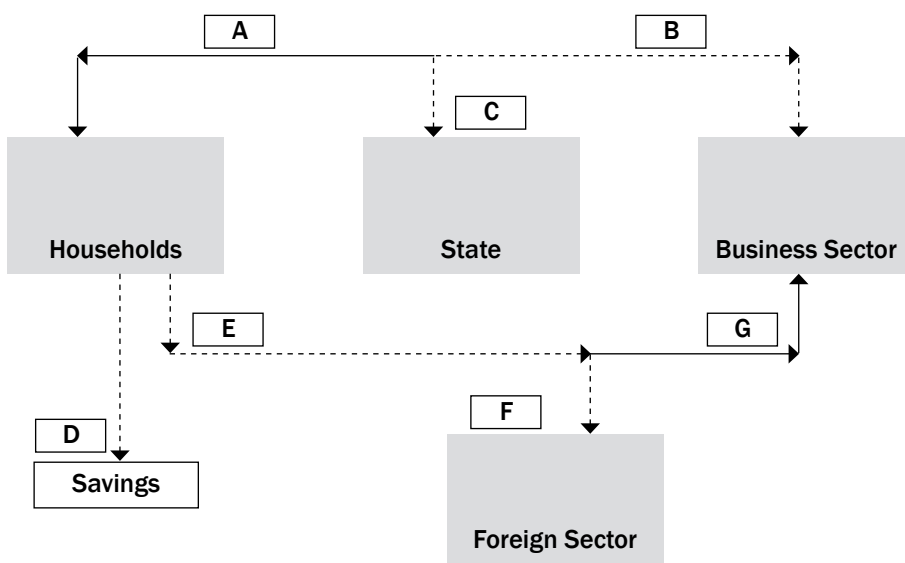 A
B
C
Households
State
Business Sector
E
G
D
F
Savings
Foreign Sector